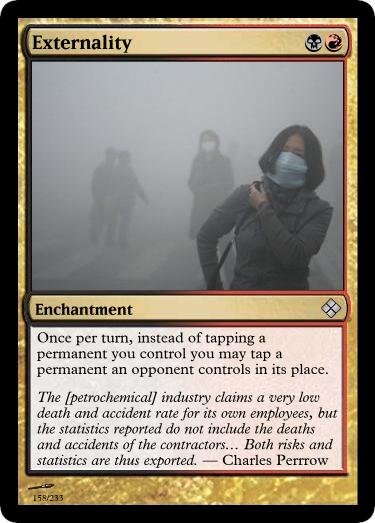 Externality
Enchantment
Once per turn, instead of tapping a
permanent you control you may tap a
permanent an opponent controls in its place.
The [petrochemical] industry claims a very low
death and accident rate for its own employees, but
the statistics reported do not include the deaths
and accidents of the contractors… Both risks and
statistics are thus exported. — Charles Perrrow
158/233